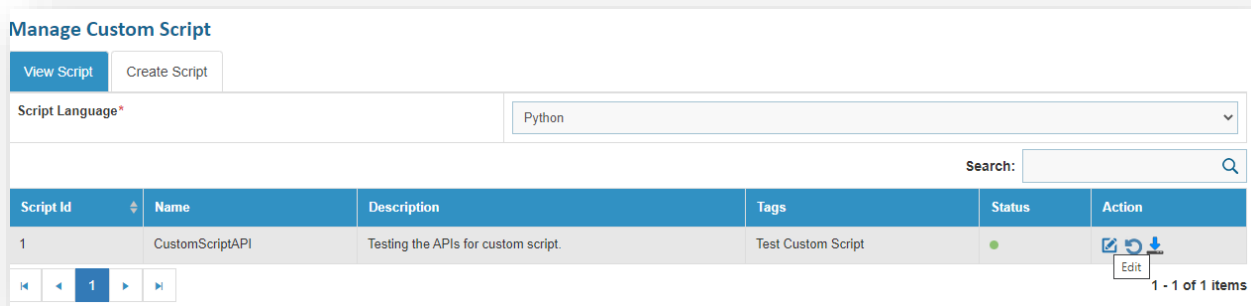 Manage Custom Script
View Script Create Script
Script Language* Python
Search:
Script Id Name Description Tags Status Action
1 CustomScriptAPI Testing the APIs for custom script. Test Custom Script
Edit
1 1 - 1 of 1 items